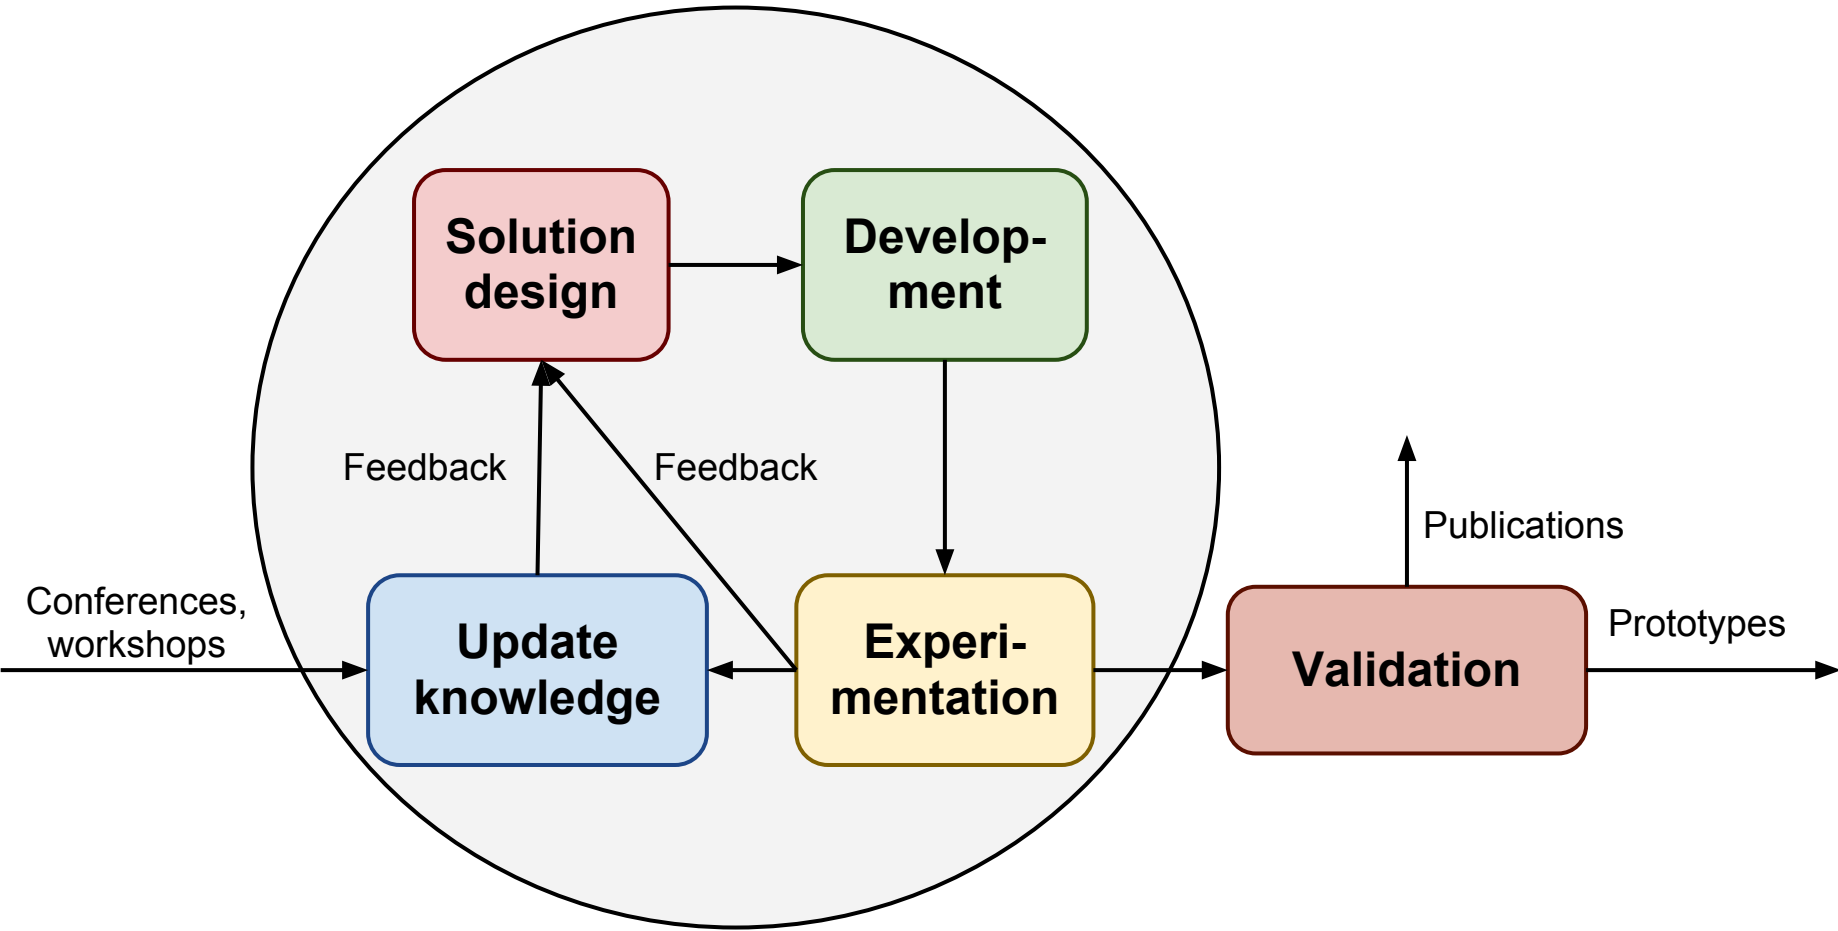 Solution
design
Develop-
ment
Feedback
Feedback
Publications
Conferences,
workshops
Update
knowledge
Experi-
mentation
Validation
Prototypes